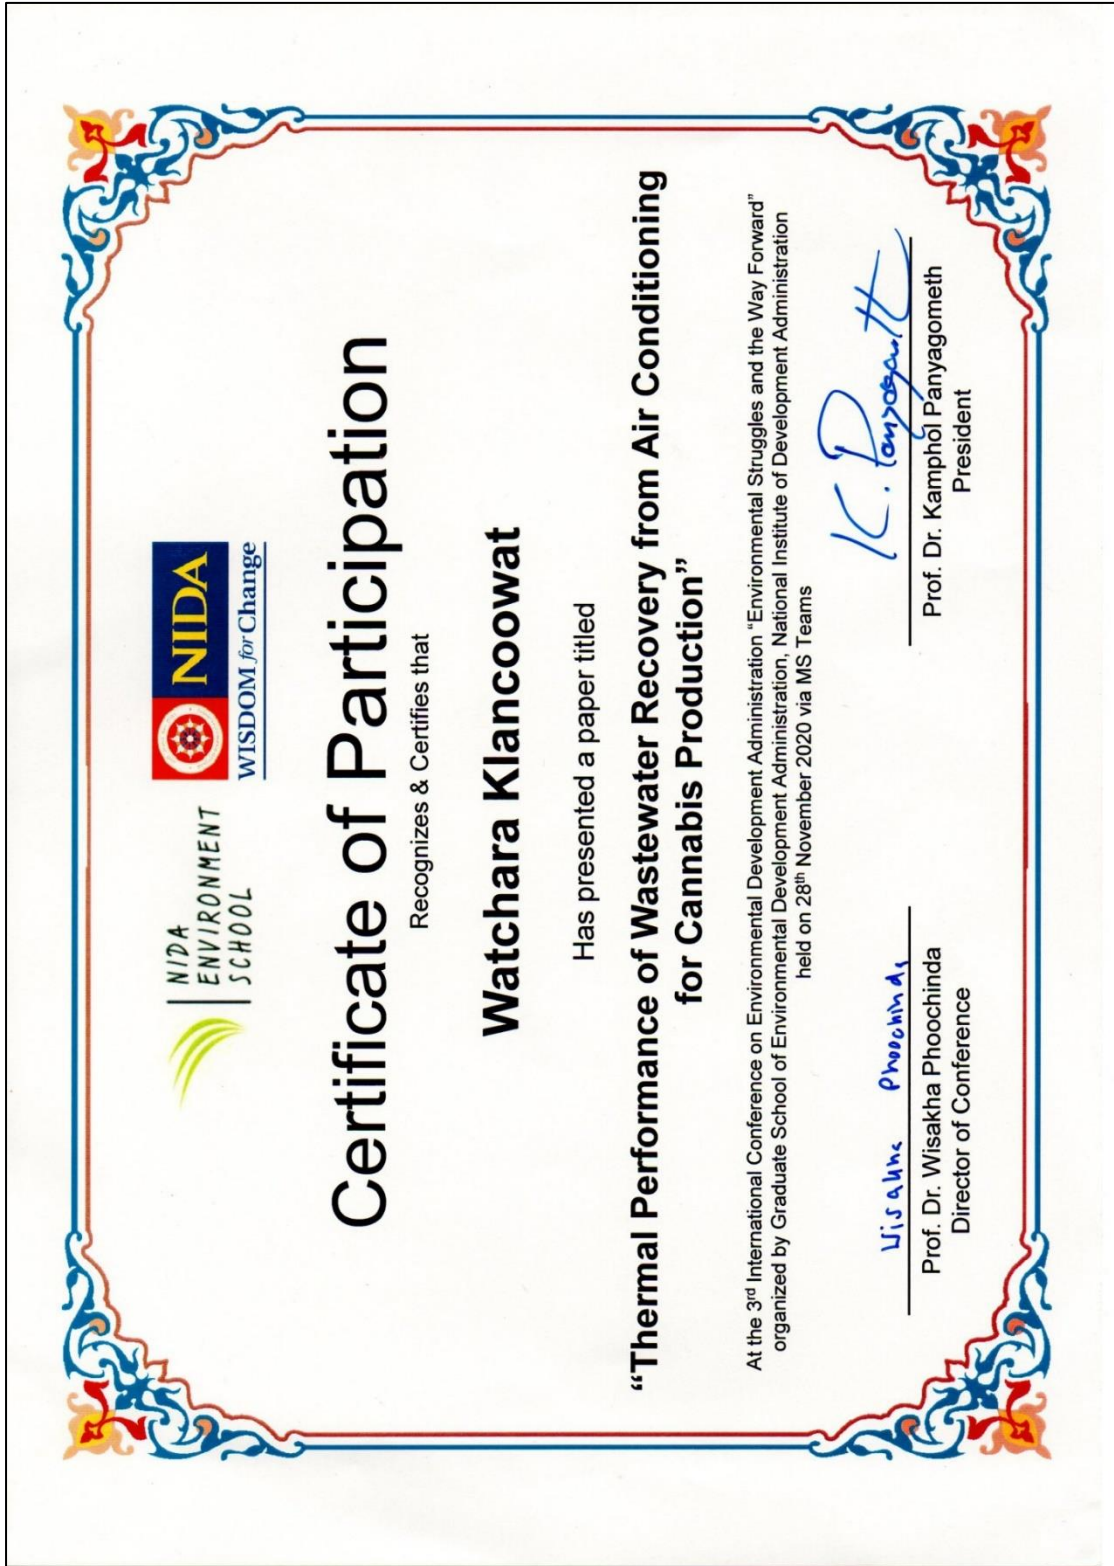 NIDA
ENVIRONMENT
SCHOOL
NIDA
WISDOM for Change
Certificate of Participation
Recognizes & Certifies that
Watchara Klancoowat
Has presented a paper titled
“Thermal Performance of Wastewater Recovery from Air Conditioning
for Cannabis Production”
At the 3rd International Conference on Environmental Development Administration “Environmental Struggles and the Way Forward”
organized by Graduate School of Environmental Development Administration, National Institute of Development Administration
held on 28th November 2020 via MS Teams
Wisakha Phoochinda
Prof. Dr. Wisakha Phoochinda
Director of Conference
K. Panyagometh
Prof. Dr. Kamphol Panyagometh
President